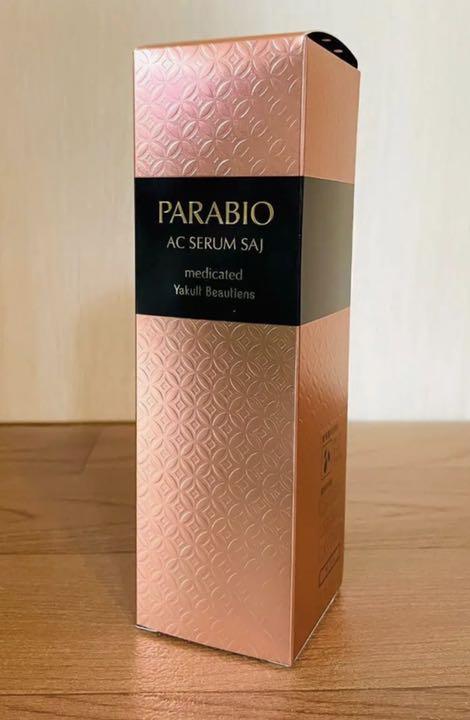 PARABIO
AC SERUM SAJ
medicated
Yakult Beautiens